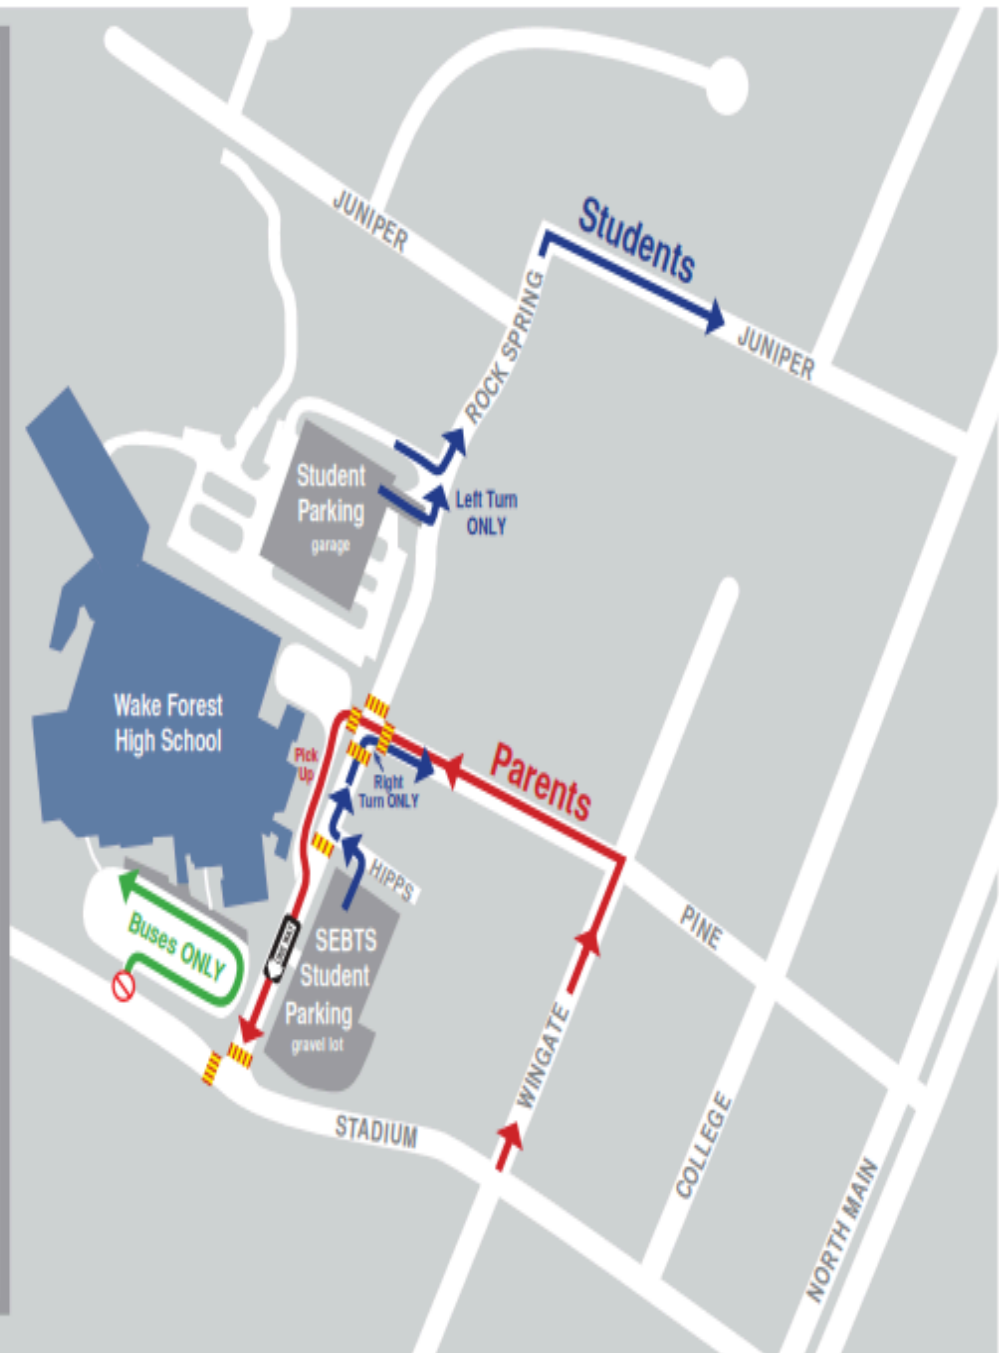 JUNIPER
Students
ROCK SPRING
JUNIPER
Student
Parking
garage
Left Turn
ONLY
Wake Forest
High School
Pick
Up
Parents
Right
Turn ONLY
HIPPS
PINE
Buses ONLY
SEBTS
Student
Parking
gravel lot
WINGATE
STADIUM
COLLEGE
NORTH MAIN